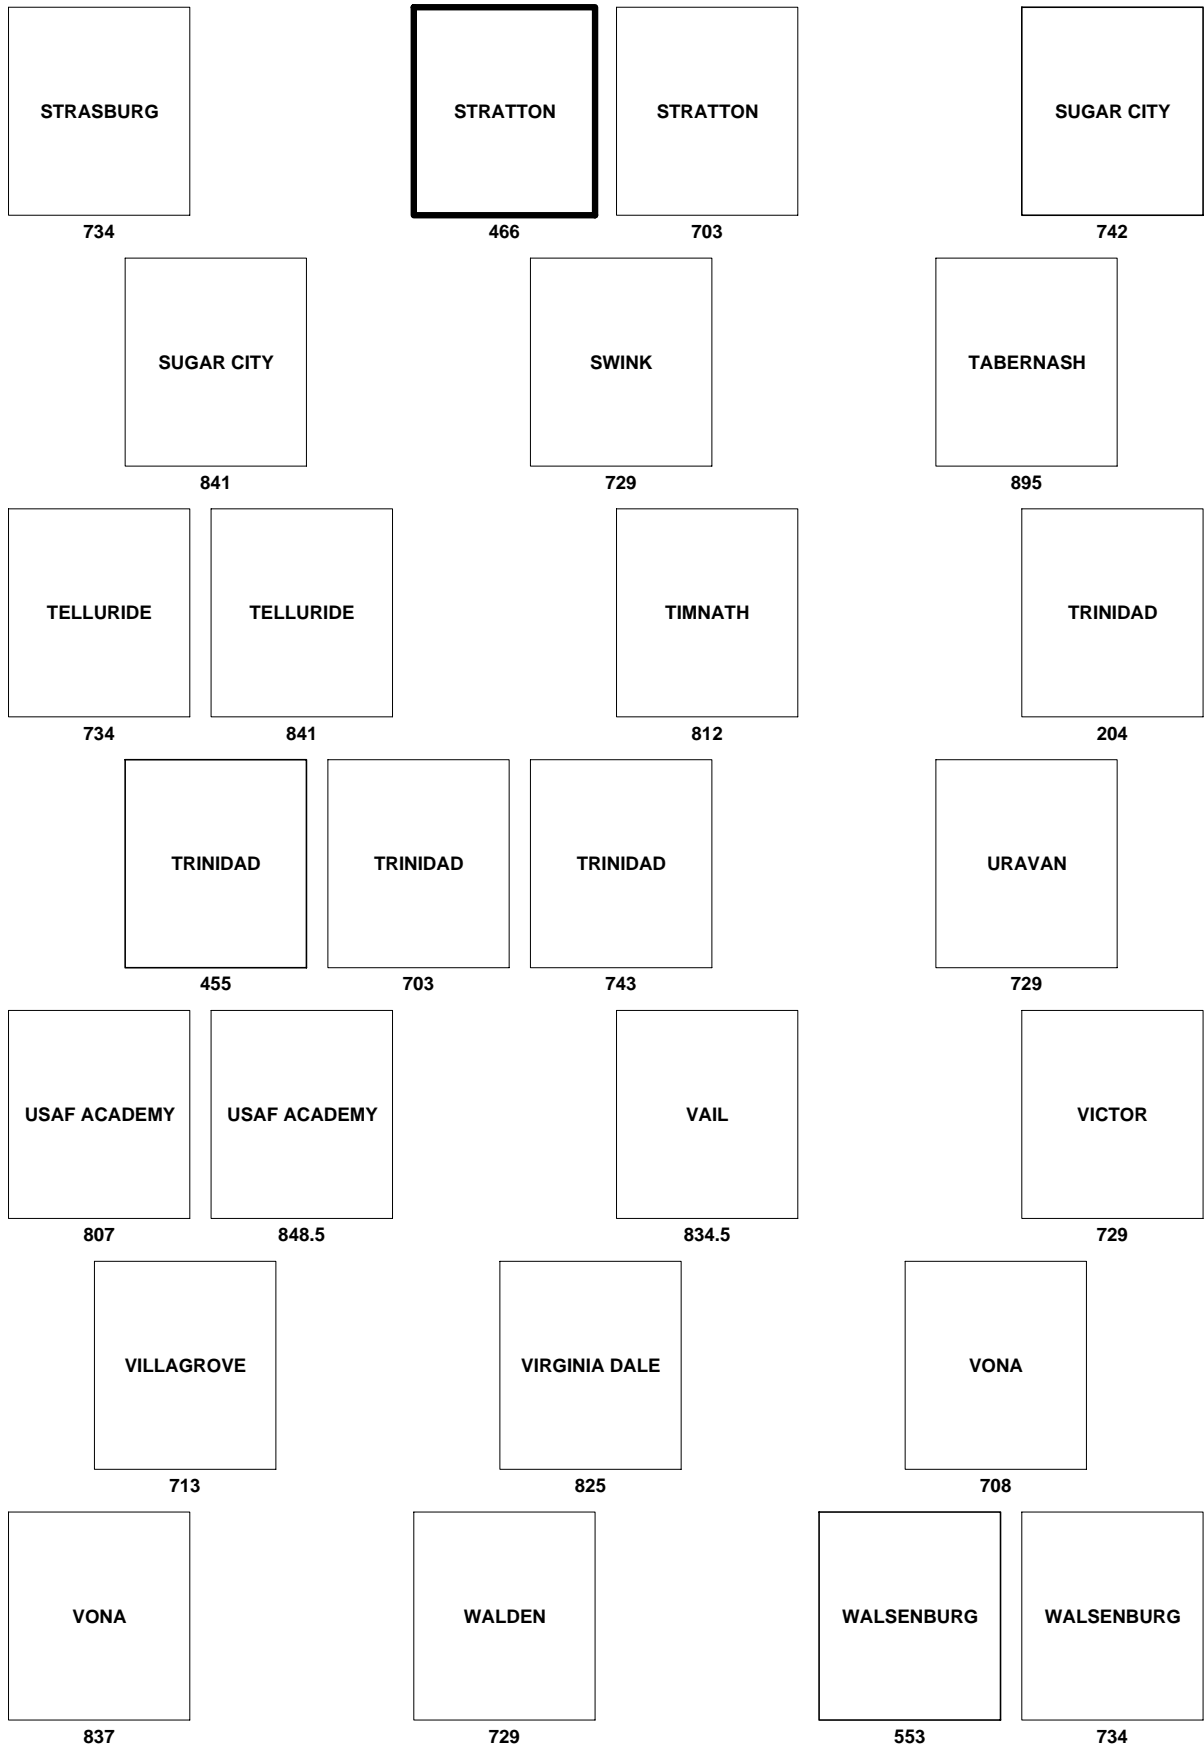 STRASBURG
STRATTON
STRATTON
SUGAR CITY
734
466
703
742
SUGAR CITY
SWINK
TABERNASH
841
729
895
TELLURIDE
TELLURIDE
TIMNATH
TRINIDAD
734
841
812
204
TRINIDAD
TRINIDAD
TRINIDAD
URAVAN
455
703
743
729
USAF ACADEMY
USAF ACADEMY
VAIL
VICTOR
807
848.5
834.5
729
VILLAGROVE
VIRGINIA DALE
VONA
713
825
708
VONA
WALDEN
WALSENBURG
WALSENBURG
837
729
553
734